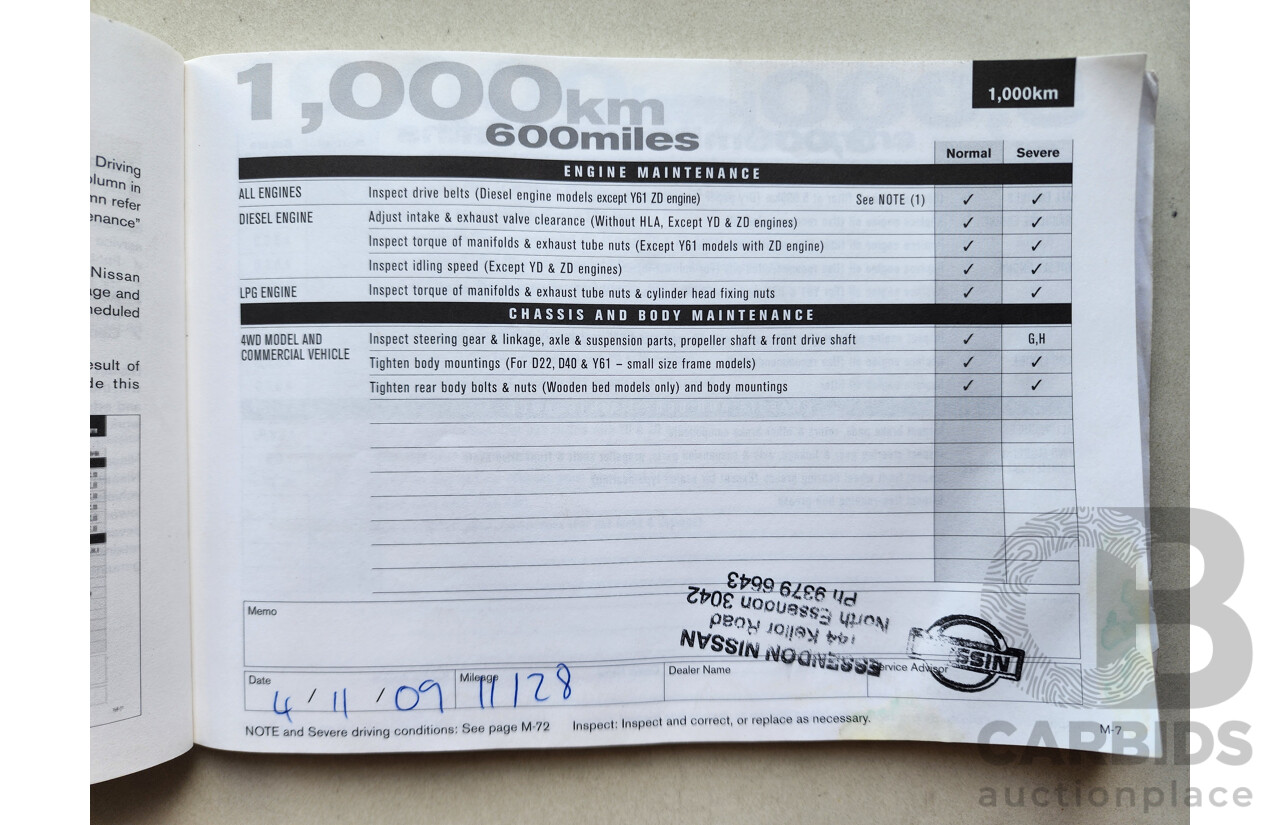 Driving
olumn in
mn refer
enance"
Nissan
age and
heduled
esult of
de this
1,000km
600miles
1,000km
Normal Severe
ENGINE MAINTENANCE
ALL ENGINES Inspect drive belts (Diesel engine models except Y61 ZD engine) See NOTE (1) ✓ ✓
DIESEL ENGINE Adjust intake & exhaust valve clearance (Without HLA, Except YD & ZD engines) ✓ ✓
Inspect torque of manifolds & exhaust tube nuts (Except Y61 models with ZD engine) ✓ ✓
Inspect idling speed (Except YD & ZD engines) ✓ ✓
LPG ENGINE Inspect torque of manifolds & exhaust tube nuts & cylinder head fixing nuts ✓ ✓
CHASSIS AND BODY MAINTENANCE
4WD MODEL AND
COMMERCIAL VEHICLE
Inspect steering gear & linkage, axle & suspension parts, propeller shaft & front drive shaft ✓ G,H
Tighten body mountings (For D22, D40 & Y61 – small size frame models) ✓ ✓
Tighten rear body bolts & nuts (Wooden bed models only) and body mountings ✓ ✓
Memo
ESSENDON NISSAN
144 Keilor Road
North Essendon 3042
Ph 9379 6643
NISS
Date 4/11/09 Mileage 11128 Dealer Name Service Advisor
NOTE and Severe driving conditions: See page M-72 Inspect: Inspect and correct, or replace as necessary.
M-7
CARBIDS
auctionplace